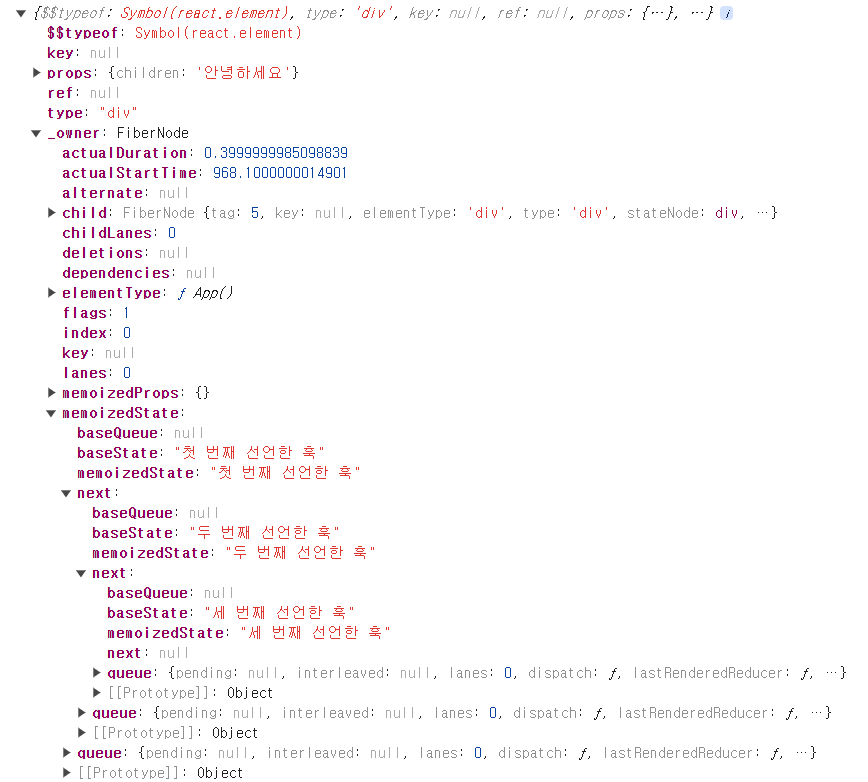 ▼ {$$typeof: Symbol(react.element), type: 'div', key: null, ref: null, props: {…}, …} i
$$typeof: Symbol(react.element)
key: null
▶ props: {children: '안녕하세요'}
ref: null
type: "div"
▼ _owner: FiberNode
actualDuration: 0.3999999985098839
actualStartTime: 968.1000000014901
alternate: null
▶ child: FiberNode {tag: 5, key: null, elementType: 'div', type: 'div', stateNode: div, …}
childLanes: 0
deletions: null
dependencies: null
▶ elementType: ƒ App()
flags: 1
index: 0
key: null
lanes: 0
▶ memoizedProps: {}
▼ memoizedState:
baseQueue: null
baseState: "첫 번째 선언한 훅"
memoizedState: "첫 번째 선언한 훅"
▼ next:
baseQueue: null
baseState: "두 번째 선언한 훅"
memoizedState: "두 번째 선언한 훅"
▼ next:
baseQueue: null
baseState: "세 번째 선언한 훅"
memoizedState: "세 번째 선언한 훅"
next: null
▶ queue: {pending: null, interleaved: null, lanes: 0, dispatch: ƒ, lastRenderedReducer: ƒ, …}
▶ [[Prototype]]: Object
▶ queue: {pending: null, interleaved: null, lanes: 0, dispatch: ƒ, lastRenderedReducer: ƒ, …}
▶ [[Prototype]]: Object
▶ queue: {pending: null, interleaved: null, lanes: 0, dispatch: ƒ, lastRenderedReducer: ƒ, …}
▶ [[Prototype]]: Object